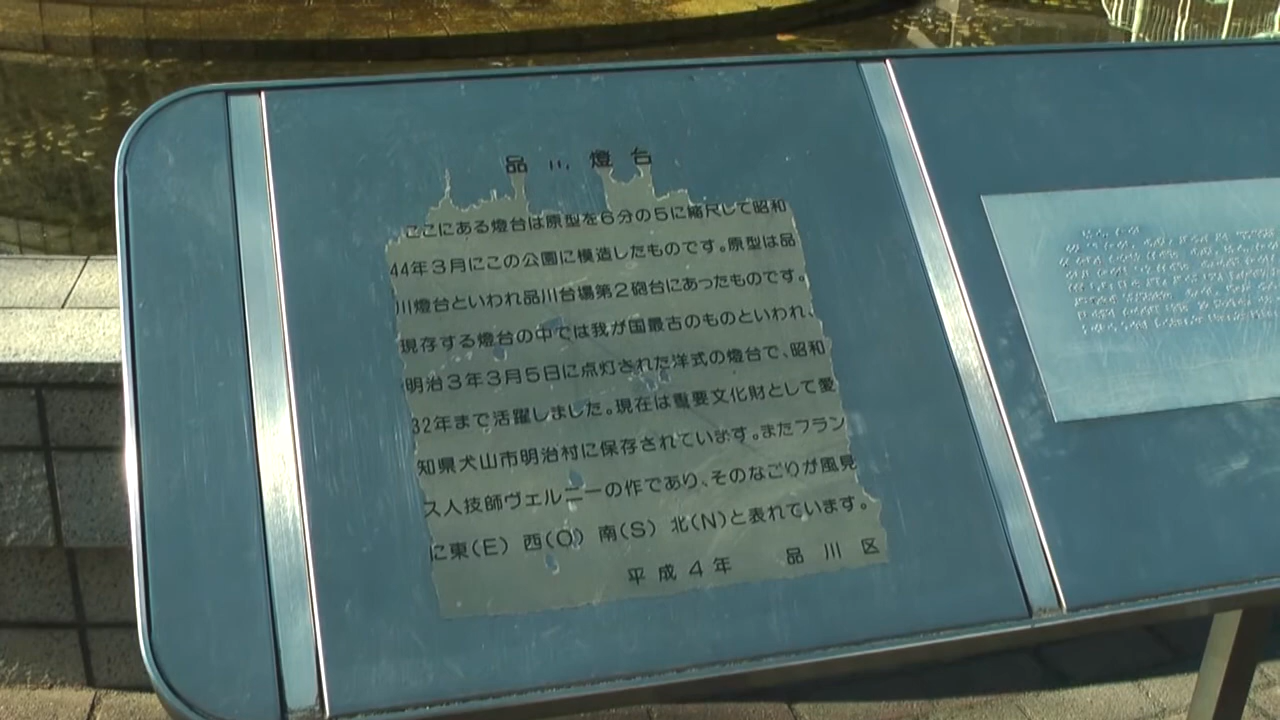 品川燈台
ここにある燈台は原型を6分の5に縮尺して昭和
44年3月にこの公園に模造したものです。原型は品
川燈台といわれ品川台場第2砲台にあったものです。
現存する燈台の中では我が国最古のものといわれ、
明治3年3月5日に点灯された洋式の燈台で、昭和
32年まで活躍しました。現在は重要文化財として愛
知県犬山市明治村に保存されています。またフラン
ス人技師ヴェルニーの作であり、そのなごりが風見
に東(E) 西(O) 南(S) 北(N)と表れています。
平成4年 品川区